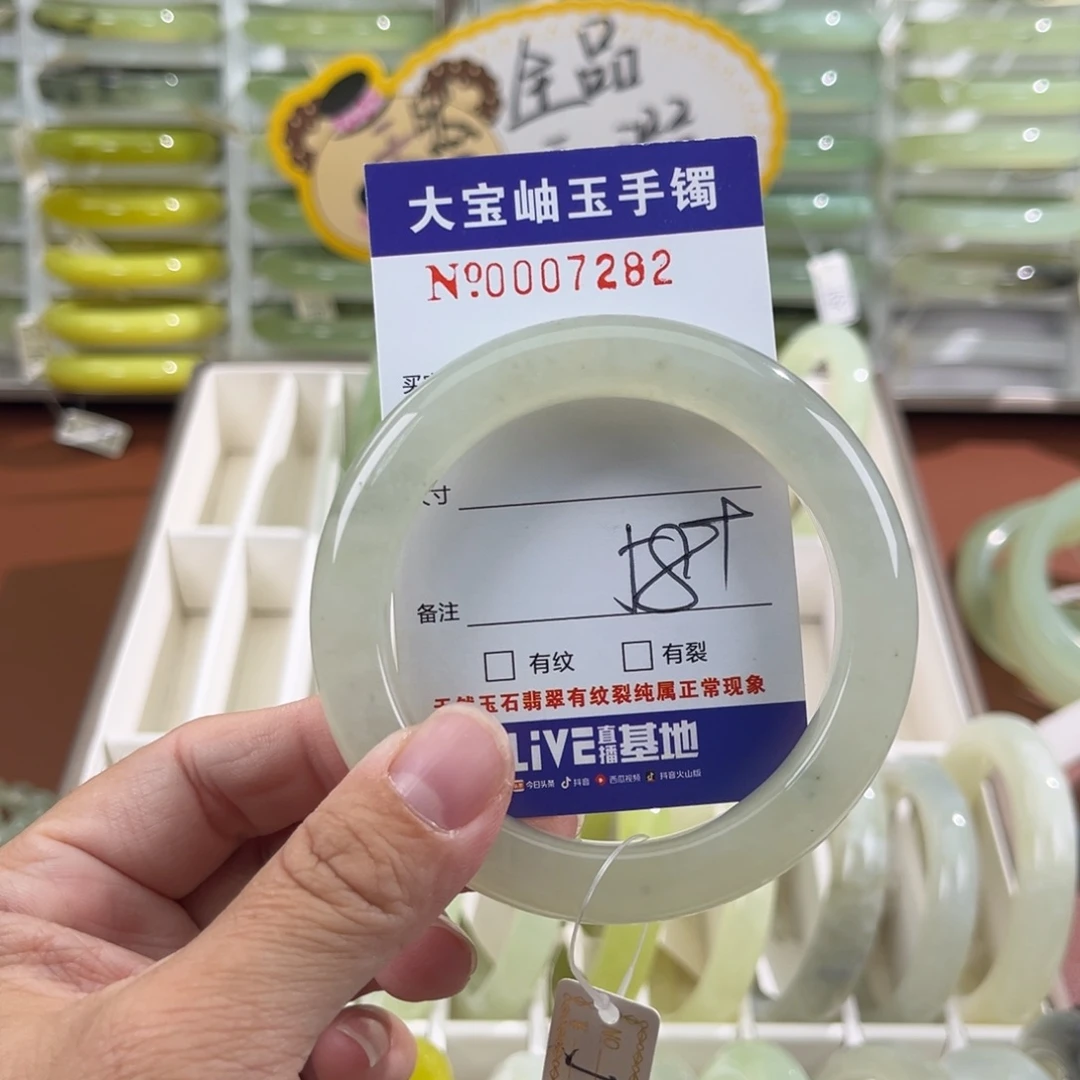 全品
大宝岫玉手镯
Nº0007282
买
寸
备注
□ 有纹 □ 有裂
天然玉石翡翠有纹裂纯属正常现象
LiVE直播基地
今日头条 抖音 西瓜视频 抖音火山版
NO